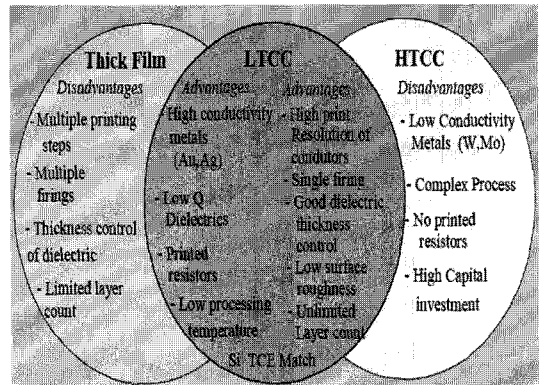 Thick Film
Disadvantages
- Multiple printing
steps
- Multiple
firings
- Thickness control
of dielectric
- Limited layer
count
LTCC
Advantages
- High conductivity
metals
(Au,Ag)
- Low Q
Dielectrics
- Printed
resistors
- Low processing
temperature
Advantages
- High print
Resolution of
condutors
- Single firing
- Good dielectric
thickness
control
- Low surface
roughness
- Unlimited
Layer count
Si TCE Match
HTCC
Disadvantages
- Low Conductivity
Metals (W,Mo)
- Complex Process
- No printed
resistors
- High Capital
investment